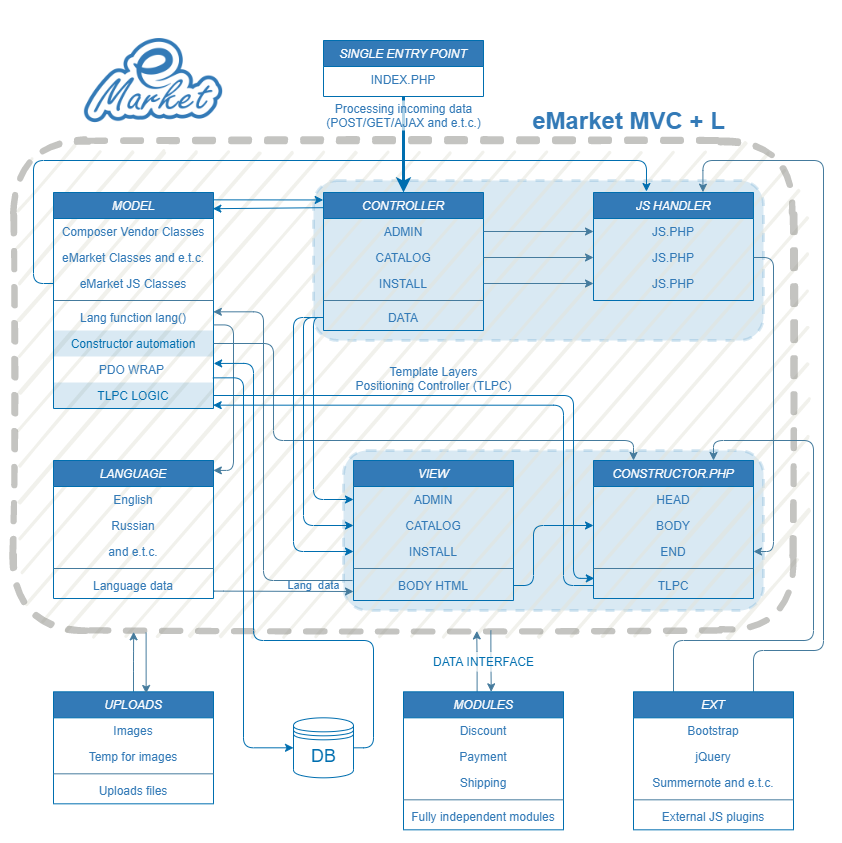 e
Market
SINGLE ENTRY POINT
INDEX.PHP
Processing incoming data
(POST/GET/AJAX and e.t.c.)
eMarket MVC + L
MODEL
Composer Vendor Classes
eMarket Classes and e.t.c.
eMarket JS Classes
Lang function lang()
Constructor automation
PDO WRAP
TLPC LOGIC
CONTROLLER
ADMIN
CATALOG
INSTALL
DATA
JS HANDLER
JS.PHP
JS.PHP
JS.PHP
Template Layers
Positioning Controller (TLPC)
LANGUAGE
English
Russian
and e.t.c.
Language data
Lang data
VIEW
ADMIN
CATALOG
INSTALL
BODY HTML
CONSTRUCTOR.PHP
HEAD
BODY
END
TLPC
DATA INTERFACE
UPLOADS
Images
Temp for images
Uploads files
DB
MODULES
Discount
Payment
Shipping
Fully independent modules
EXT
Bootstrap
jQuery
Summernote and e.t.c.
External JS plugins